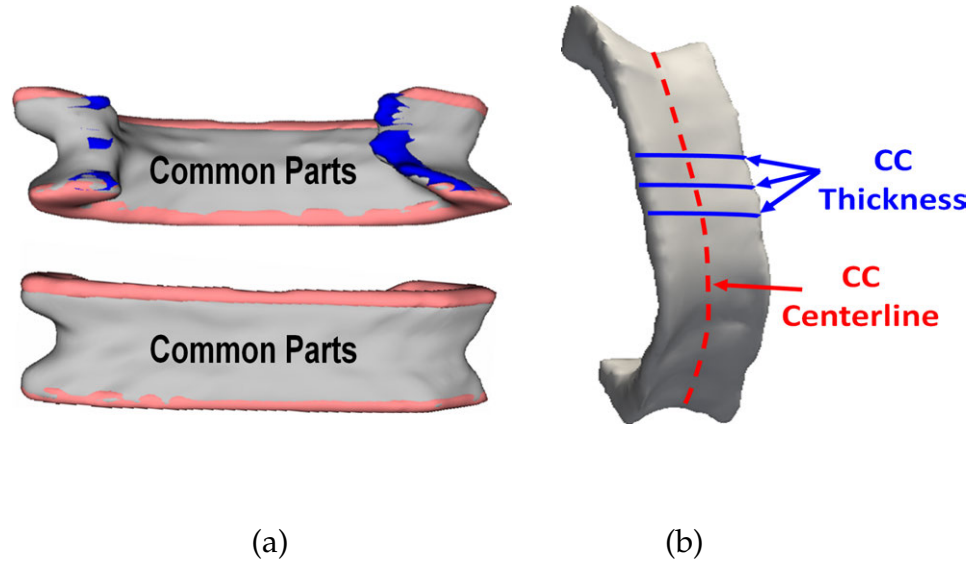 Common Parts
Common Parts
CC
Thickness
CC
Centerline
(a)
(b)